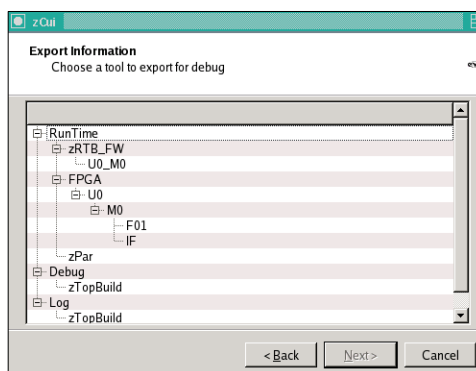 zCui
Export Information
Choose a tool to export for debug
RunTime
zRTB_FW
U0_M0
FPGA
U0
M0
F01
IF
zPar
Debug
zTopBuild
Log
zTopBuild
< Back
Next >
Cancel